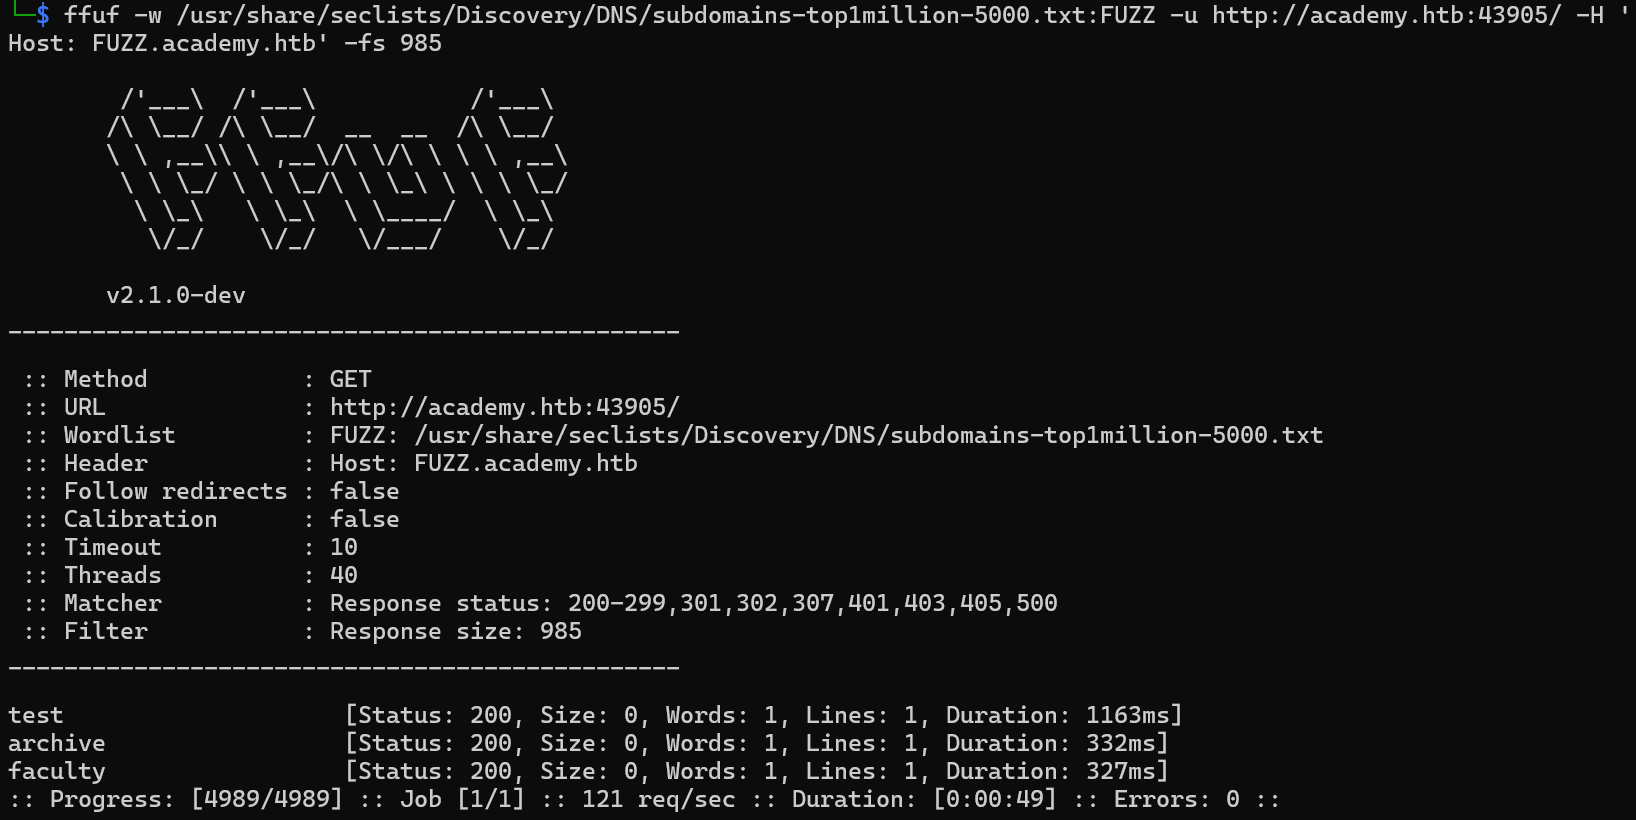 └─$ ffuf -w /usr/share/seclists/Discovery/DNS/subdomains-top1million-5000.txt:FUZZ -u http://academy.htb:43905/ -H '
Host: FUZZ.academy.htb' -fs 985

        /'___\  /'___\           /'___\
       /\ \__/ /\ \__/  __  __  /\ \__/
       \ \ ,__\\ \ ,__\/\ \/\ \ \ \ ,__\
        \ \ \_/ \ \ \_/\ \ \_\ \ \ \ \_/
         \ \_\   \ \_\  \ \____/  \ \_\
          \/_/    \/_/   \/___/    \/_/

       v2.1.0-dev
________________________________________________

 :: Method           : GET
 :: URL              : http://academy.htb:43905/
 :: Wordlist         : FUZZ: /usr/share/seclists/Discovery/DNS/subdomains-top1million-5000.txt
 :: Header           : Host: FUZZ.academy.htb
 :: Follow redirects : false
 :: Calibration      : false
 :: Timeout          : 10
 :: Threads          : 40
 :: Matcher          : Response status: 200-299,301,302,307,401,403,405,500
 :: Filter           : Response size: 985
________________________________________________

test                    [Status: 200, Size: 0, Words: 1, Lines: 1, Duration: 1163ms]
archive                 [Status: 200, Size: 0, Words: 1, Lines: 1, Duration: 332ms]
faculty                 [Status: 200, Size: 0, Words: 1, Lines: 1, Duration: 327ms]
:: Progress: [4989/4989] :: Job [1/1] :: 121 req/sec :: Duration: [0:00:49] :: Errors: 0 ::